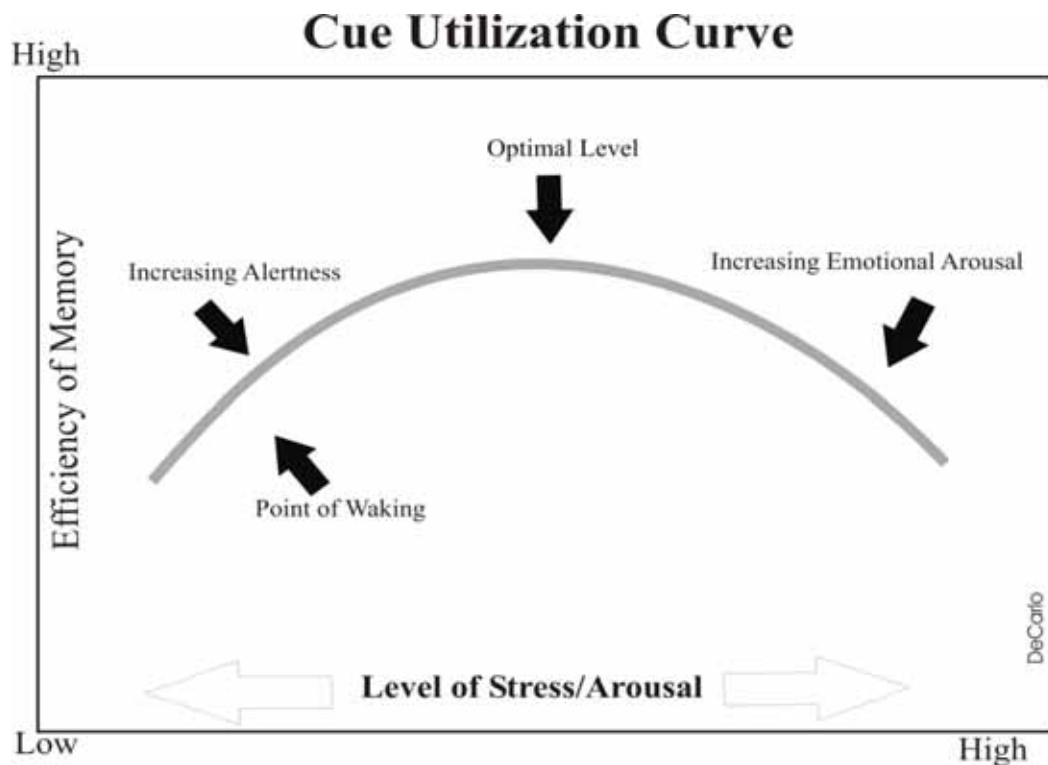 Cue Utilization Curve
High
Optimal Level
Increasing Alertness
Increasing Emotional Arousal
Efficiency of Memory
Point of Waking
DeCarlo
Level of Stress/Arousal
Low
High